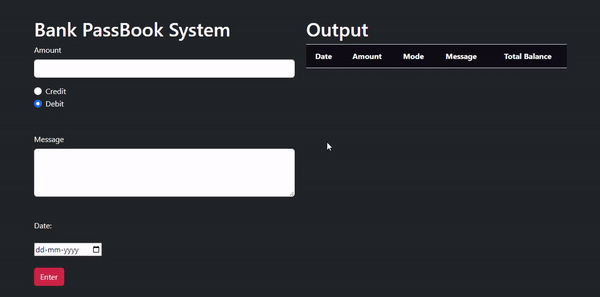 Bank PassBook System
Amount
Credit
Debit
Message
Date:
dd-mm-yyyy
Enter
Output
Date Amount Mode Message Total Balance